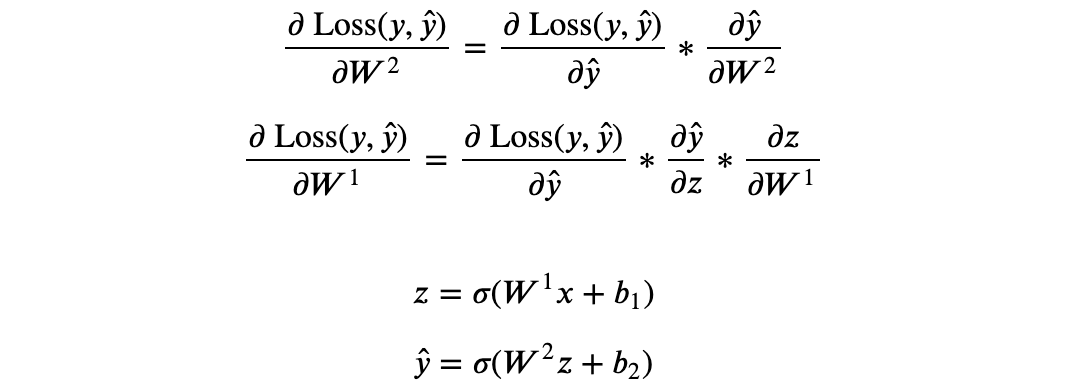 ∂ Loss(y, ŷ) / ∂W² = ∂ Loss(y, ŷ) / ∂ŷ * ∂ŷ / ∂W²
∂ Loss(y, ŷ) / ∂W¹ = ∂ Loss(y, ŷ) / ∂ŷ * ∂ŷ / ∂z * ∂z / ∂W¹
z = σ(W¹x + b₁)
ŷ = σ(W²z + b₂)